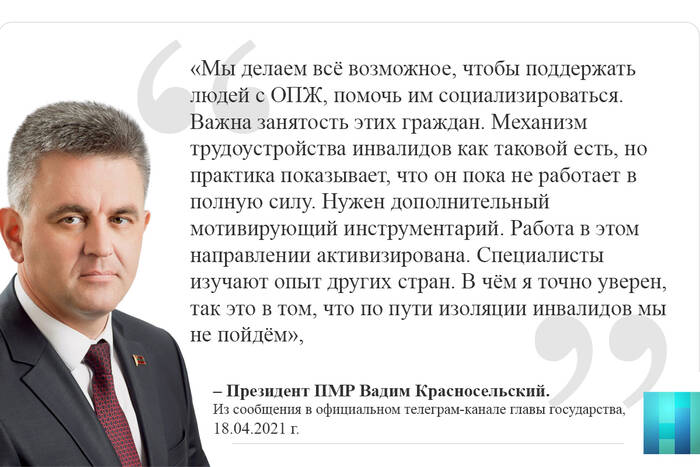 «Мы делаем всё возможное, чтобы поддержать
людей с ОПЖ, помочь им социализироваться.
Важна занятость этих граждан. Механизм
трудоустройства инвалидов как таковой есть, но
практика показывает, что он пока не работает в
полную силу. Нужен дополнительный
мотивирующий инструментарий. Работа в этом
направлении активизирована. Специалисты
изучают опыт других стран. В чём я точно уверен,
так это в том, что по пути изоляции инвалидов мы
не пойдём»,
– Президент ПМР Вадим Красносельский.
Из сообщения в официальном телеграм-канале главы государства,
18.04.2021 г.